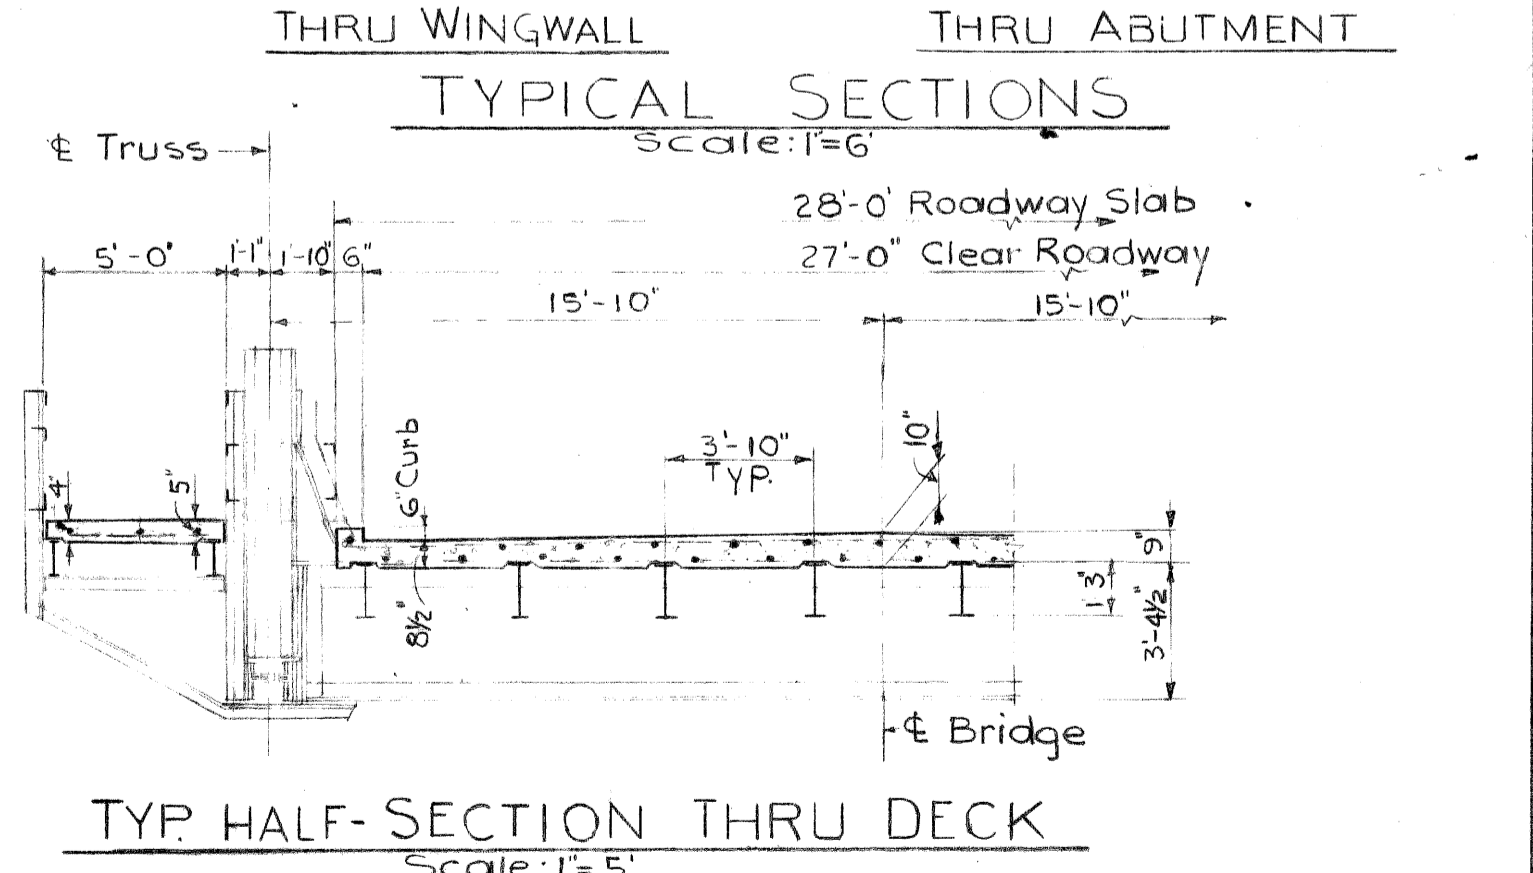 THRU WINGWALL
THRU ABUTMENT
TYPICAL SECTIONS
Scale: 1"=6'
℄ Truss
28'-0' Roadway Slab
5'-0"
1'-1"
1'-10"
6"
27'-0" Clear Roadway
15'-10"
15'-10"
6" Curb
3'-10"
TYP.
10"
4"
5"
8½"
9"
1'3"
3'-4½"
℄ Bridge
TYP. HALF-SECTION THRU DECK
Scale: 1"=5'